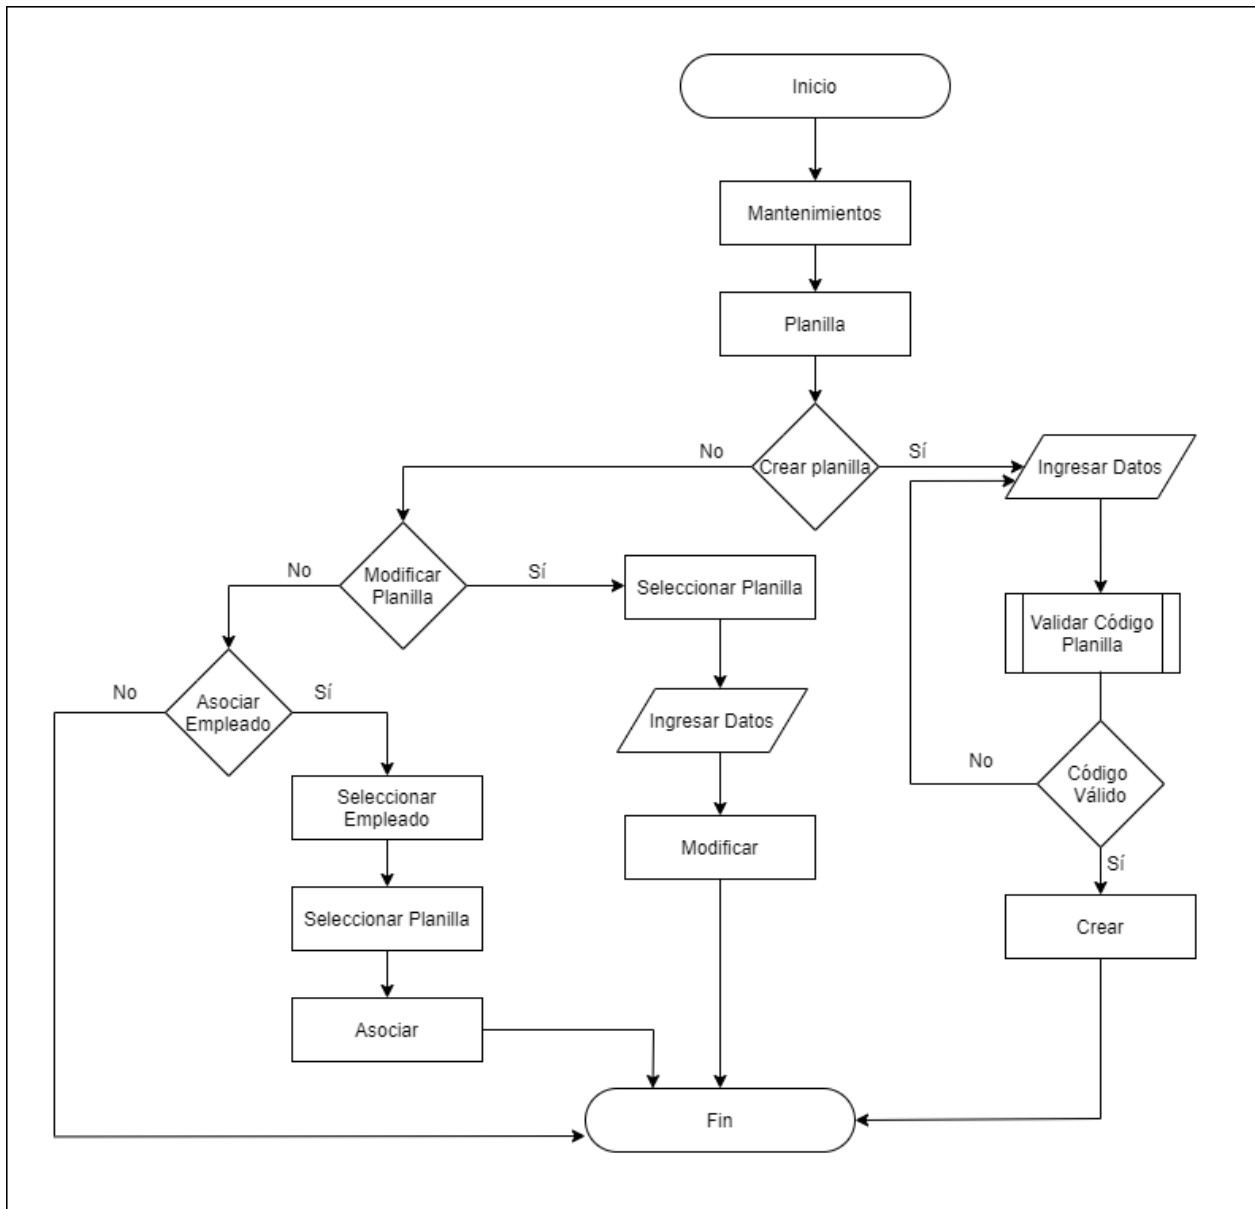 Inicio
Mantenimientos
Planilla
Crear planilla
No
Sí
Ingresar Datos
Modificar
Planilla
No
Sí
Seleccionar Planilla
Validar Código
Planilla
Asociar
Empleado
No
Sí
Ingresar Datos
Código
Válido
No
Sí
Seleccionar
Empleado
Modificar
Seleccionar Planilla
Crear
Asociar
Fin